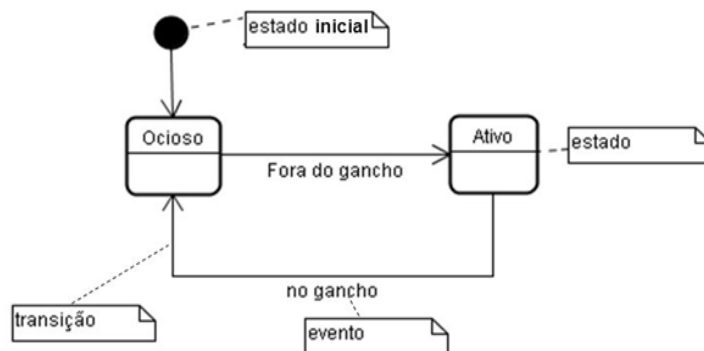 estado inicial
Ocioso
Ativo
estado
Fora do gancho
no gancho
transição
evento